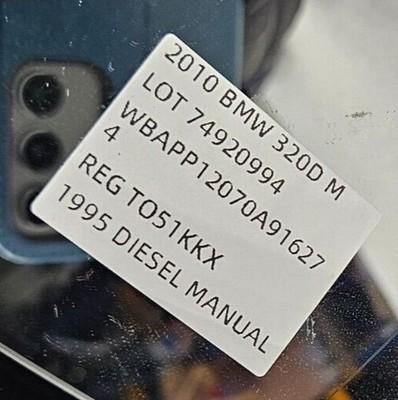 2010 BMW 320D M
LOT 74920994
WBAPP12070A91627
4
REG TO51KKX
1995 DIESEL MANUAL